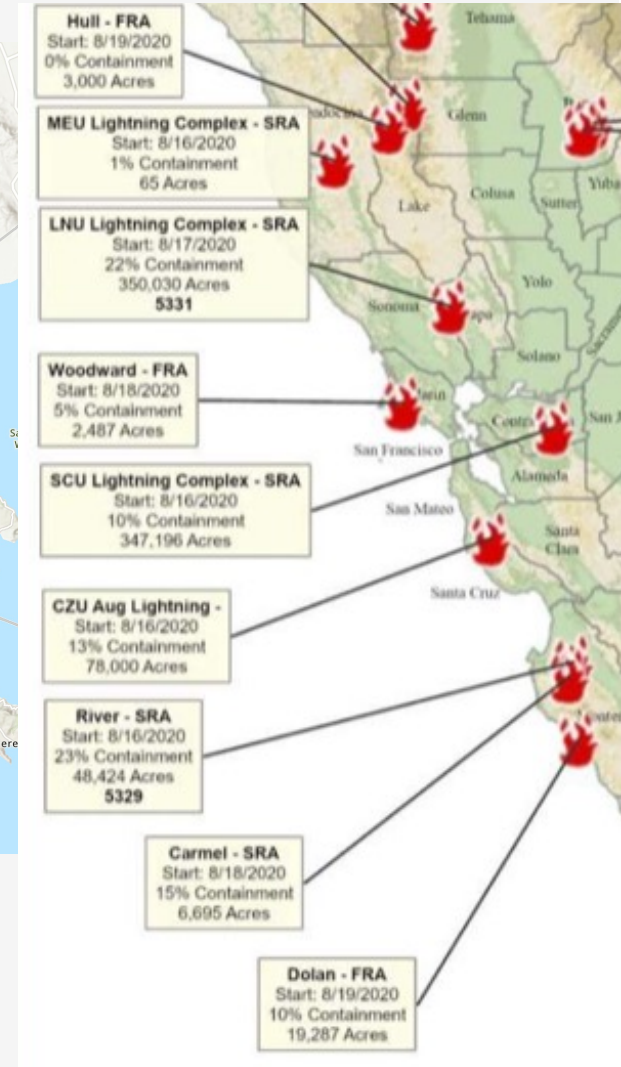 Hull - FRA
Start: 8/19/2020
0% Containment
3,000 Acres
MEU Lightning Complex - SRA
Start: 8/16/2020
1% Containment
65 Acres
LNU Lightning Complex - SRA
Start: 8/17/2020
22% Containment
350,030 Acres
5331
Woodward - FRA
Start: 8/18/2020
5% Containment
2,487 Acres
SCU Lightning Complex - SRA
Start: 8/16/2020
10% Containment
347,196 Acres
CZU Aug Lightning -
Start: 8/16/2020
13% Containment
78,000 Acres
River - SRA
Start: 8/16/2020
23% Containment
48,424 Acres
5329
Carmel - SRA
Start: 8/18/2020
15% Containment
6,695 Acres
Dolan - FRA
Start: 8/19/2020
10% Containment
19,287 Acres
Tehama
Glenn
Colusa
Lake
Sutter
Yuba
Yolo
Sonoma
Solano
San Francisco
Alameda
San Mateo
Santa
Clara
Santa Cruz